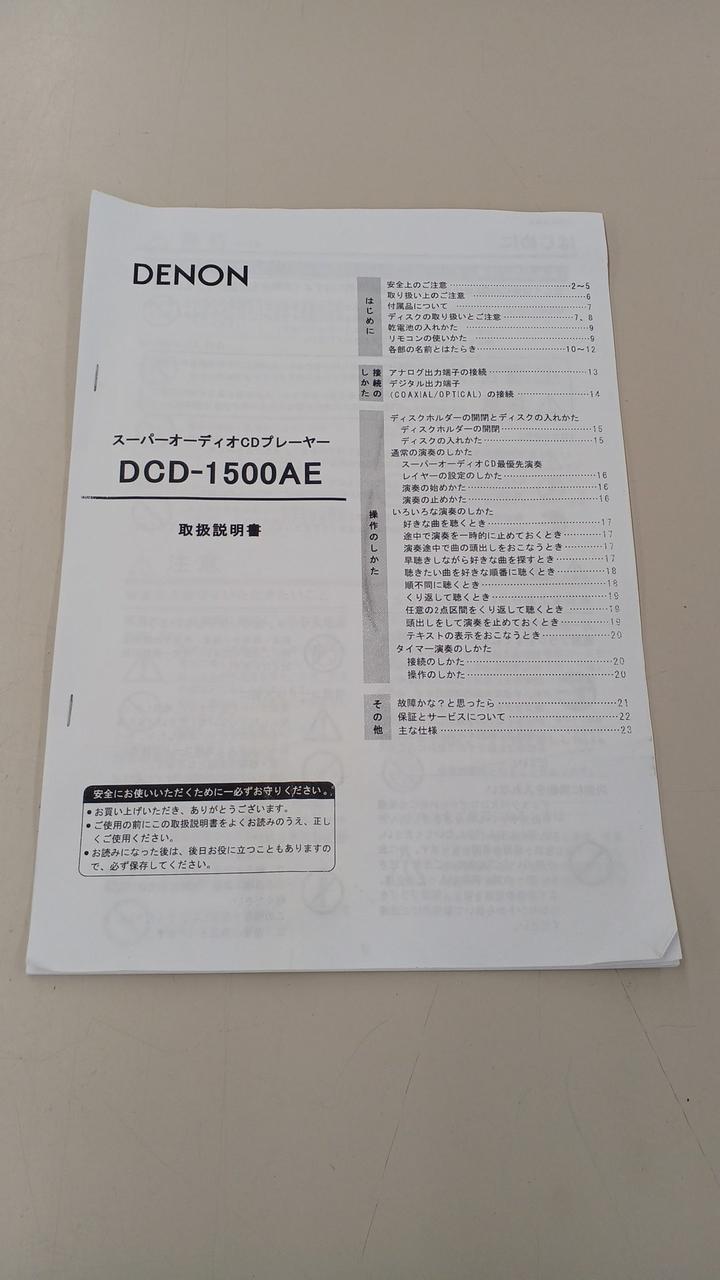 DENON
スーパーオーディオCDプレーヤー
DCD-1500AE
取扱説明書
安全にお使いいただくために―必ずお守りください。
●お買い上げいただき、ありがとうございます。
●ご使用の前にこの取扱説明書をよくお読みのうえ、正し
くご使用ください。
●お読みになった後は、後日お役に立つこともありますの
で、必ず保存してください。
はじめに
安全上のご注意 2〜5
取り扱い上のご注意 6
付属品について 7
ディスクの取り扱いとご注意 7、8
乾電池の入れかた 9
リモコンの使いかた 9
各部の名前とはたらき 10〜12
接続の
しかた
アナログ出力端子の接続 13
デジタル出力端子
(COAXIAL/OPTICAL) の接続 14
操作のしかた
ディスクホルダーの開閉とディスクの入れかた
ディスクホルダーの開閉 15
ディスクの入れかた 15
通常の演奏のしかた
スーパーオーディオCD最優先演奏
レイヤーの設定のしかた 16
演奏の始めかた 16
演奏の止めかた 16
いろいろな演奏のしかた
好きな曲を聴くとき 17
途中で演奏を一時的に止めておくとき 17
演奏途中で曲の頭出しをおこなうとき 17
早聴きしながら好きな曲を探すとき 17
聴きたい曲を好きな順番に聴くとき 18
順不同に聴くとき 18
くり返して聴くとき 19
任意の2点区間をくり返して聴くとき 19
頭出しをして演奏を止めておくとき 19
テキストの表示をおこなうとき 20
タイマー演奏のしかた
接続のしかた 20
操作のしかた 20
その他
故障かな?と思ったら 21
保証とサービスについて 22
主な仕様 23